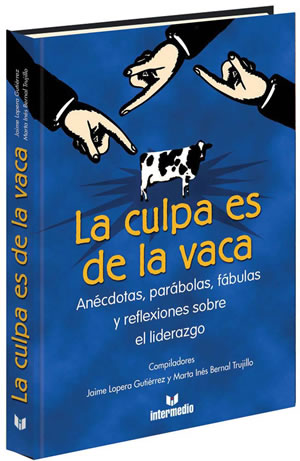 Jaime Lopera Gutiérrez
Marta Inés Bernal Trujillo
La culpa es de la vaca
La culpa es
de la vaca
Anécdotas, parábolas, fábulas
y reflexiones sobre
el liderazgo
Compiladores
Jaime Lopera Gutiérrez y Marta Inés Bernal Trujillo
intermedio